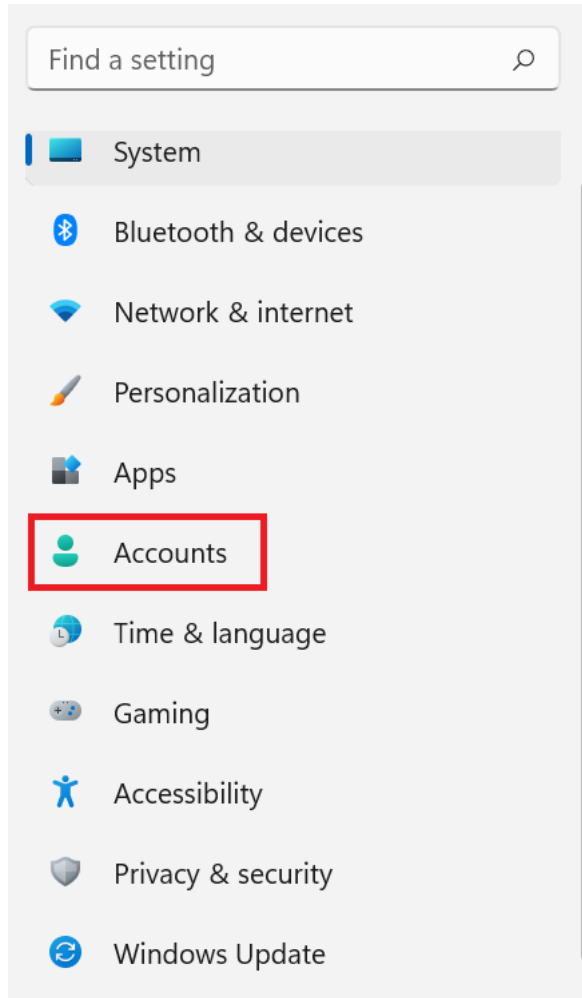 Find a setting
System
Bluetooth & devices
Network & internet
Personalization
Apps
Accounts
Time & language
Gaming
Accessibility
Privacy & security
Windows Update